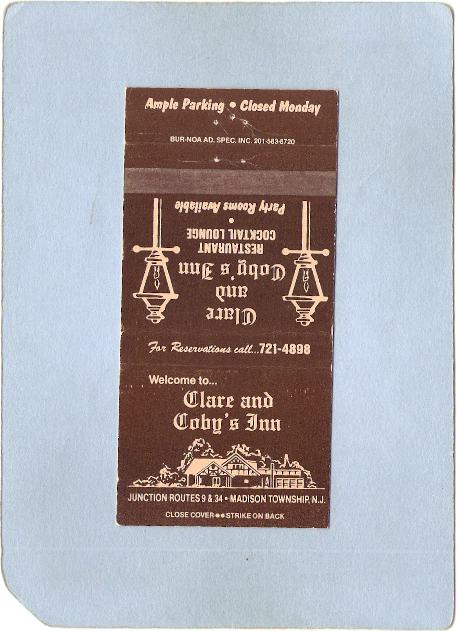 Ample Parking • Closed Monday
BUR-NOA AD. SPEC. INC. 201-583-6720
Clare
and
Coby's Inn
RESTAURANT
COCKTAIL LOUNGE
•
Party Rooms Available
For Reservations call...721-4898
Welcome to...
Clare and
Coby's Inn
JUNCTION ROUTES 9 & 34 • MADISON TOWNSHIP, N.J.
CLOSE COVER●●STRIKE ON BACK